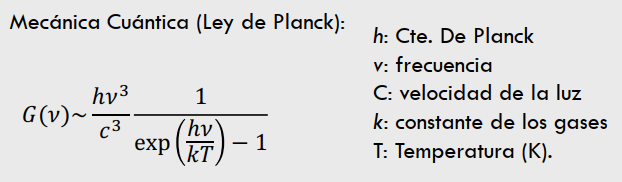 Mecánica Cuántica (Ley de Planck):
G(ν)~ hν³/c³ 1/(exp(hν/kT) − 1)
h: Cte. De Planck
ν: frecuencia
C: velocidad de la luz
k: constante de los gases
T: Temperatura (K).